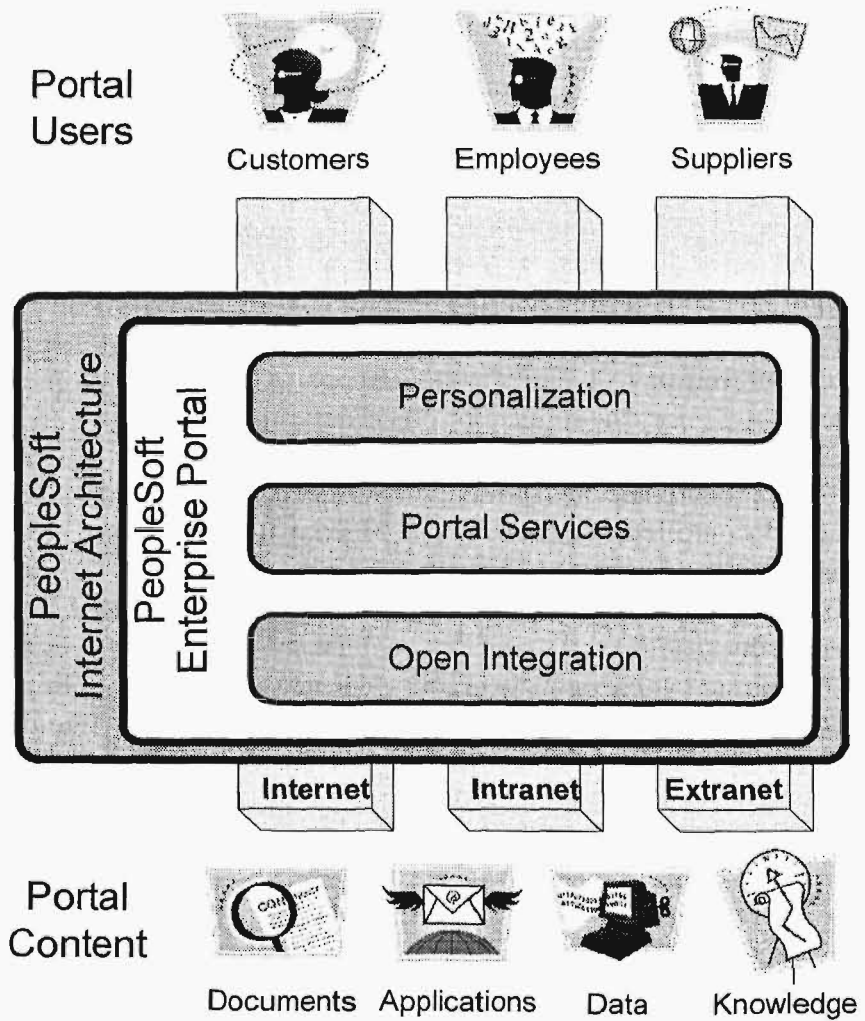 Portal
Users
Customers
Employees
Suppliers
PeopleSoft
Internet Architecture
PeopleSoft
Enterprise Portal
Personalization
Portal Services
Open Integration
Internet
Intranet
Extranet
Portal
Content
Documents
Applications
Data
Knowledge